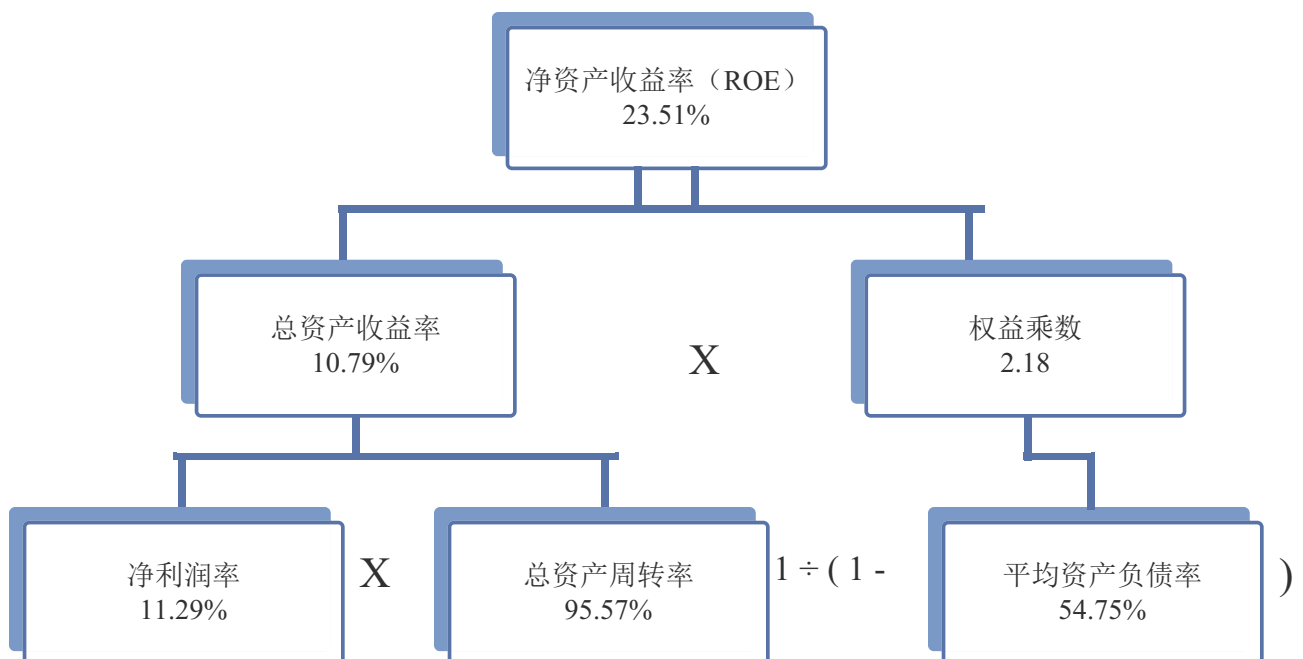 净资产收益率（ROE）
23.51%
总资产收益率
10.79%
X
权益乘数
2.18
净利润率
11.29%
X
总资产周转率
95.57%
1 ÷ ( 1 -
平均资产负债率
54.75%
)